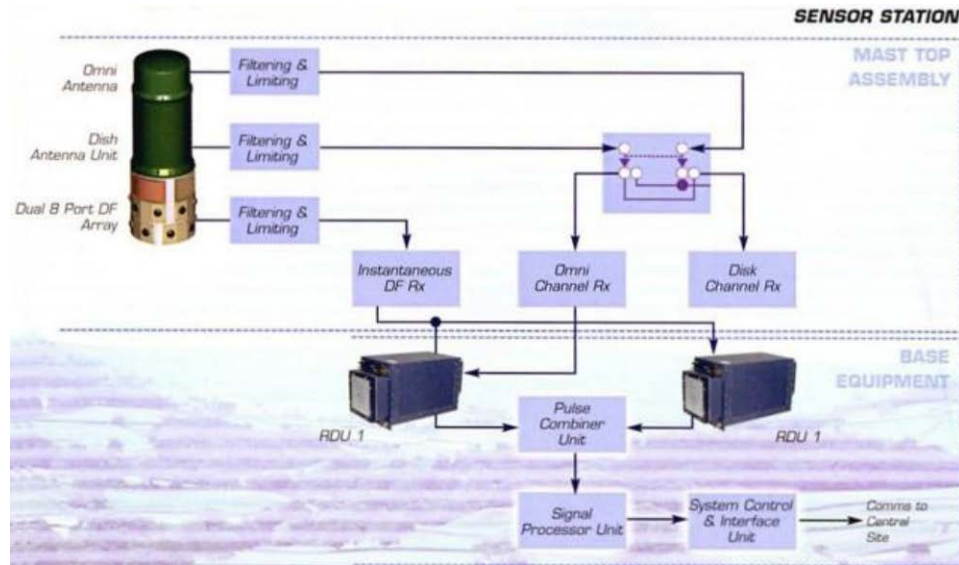 SENSOR STATION
MAST TOP
ASSEMBLY
Omni
Antenna
Filtering &
Limiting
Dish
Antenna Unit
Filtering &
Limiting
Dual 8 Port DF
Array
Filtering &
Limiting
Instantaneous
DF Rx
Omni
Channel Rx
Disk
Channel Rx
BASE
EQUIPMENT
RDU 1
Pulse
Combiner
Unit
RDU 1
Signal
Processor Unit
System Control
& Interface
Unit
Comms to
Central
Site